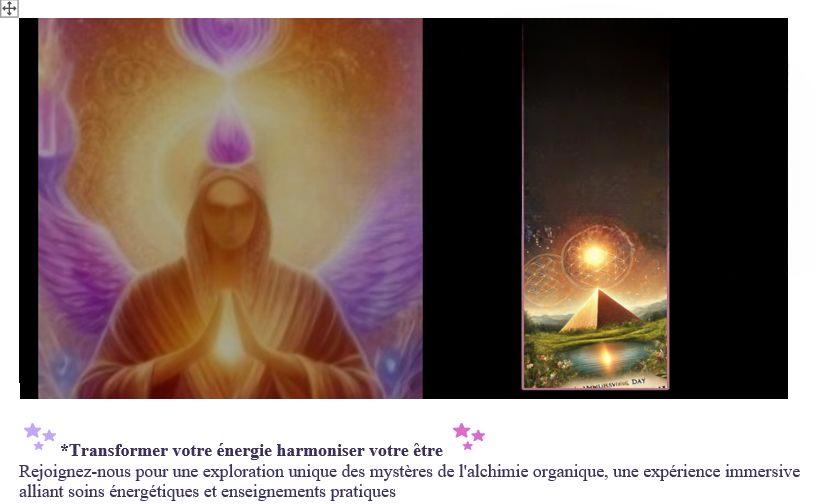 DAY
*Transformer votre énergie harmoniser votre être
Rejoignez-nous pour une exploration unique des mystères de l'alchimie organique, une expérience immersive
alliant soins énergétiques et enseignements pratiques